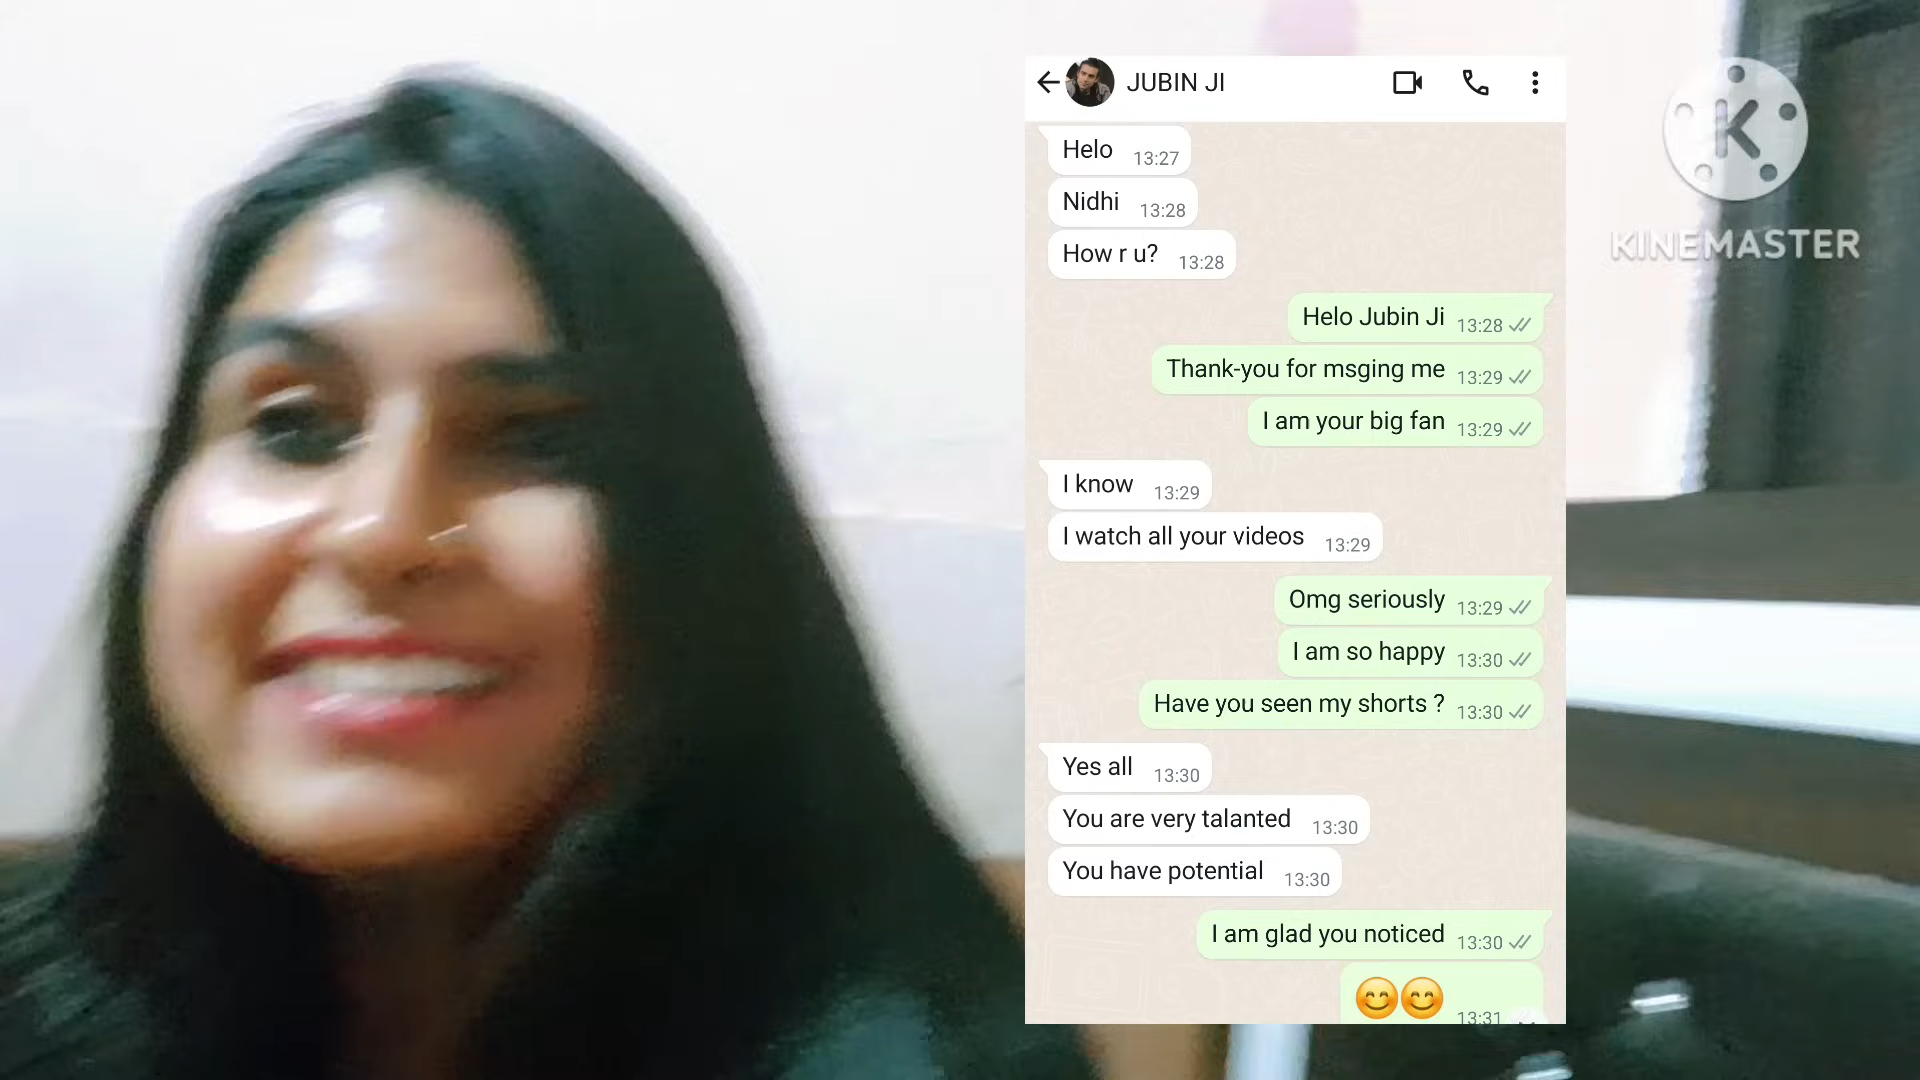 JUBIN JI
Helo 13:27
Nidhi 13:28
How r u? 13:28
Helo Jubin Ji 13:28
Thank-you for msging me 13:29
I am your big fan 13:29
I know 13:29
I watch all your videos 13:29
Omg seriously 13:29
I am so happy 13:30
Have you seen my shorts ? 13:30
Yes all 13:30
You are very talanted 13:30
You have potential 13:30
I am glad you noticed 13:30
😊😊 13:31
K
KINEMASTER